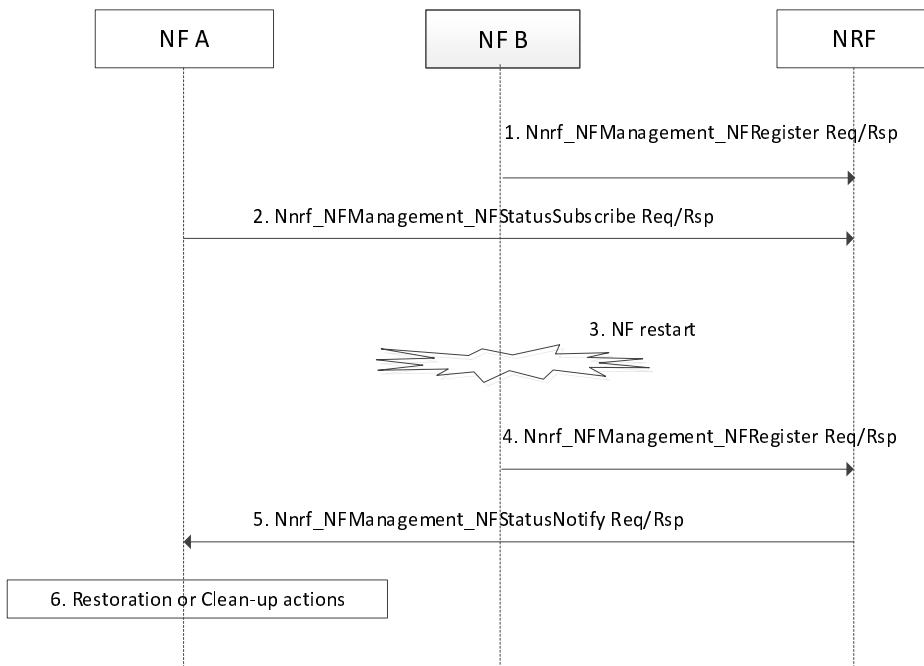 NF A
NF B
NRF
1. Nnrf_NFManagement_NFRegister Req/Rsp
2. Nnrf_NFManagement_NFStatusSubscribe Req/Rsp
3. NF restart
4. Nnrf_NFManagement_NFRegister Req/Rsp
5. Nnrf_NFManagement_NFStatusNotify Req/Rsp
6. Restoration or Clean-up actions